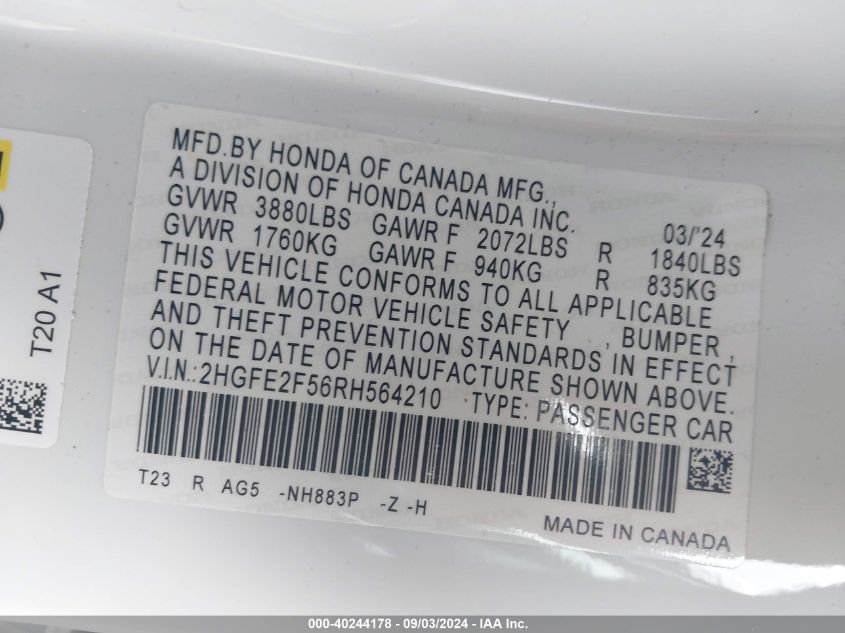 MFD.BY HONDA OF CANADA MFG.,
A DIVISION OF HONDA CANADA INC. 03/'24
GVWR 3880LBS GAWR F 2072LBS R 1840LBS
GVWR 1760KG GAWR F 940KG R 835KG
THIS VEHICLE CONFORMS TO ALL APPLICABLE
FEDERAL MOTOR VEHICLE SAFETY , BUMPER ,
AND THEFT PREVENTION STANDARDS IN EFFECT
ON THE DATE OF MANUFACTURE SHOWN ABOVE.
V.I.N.:2HGFE2F56RH564210 TYPE: PASSENGER CAR
T23 R AG5 -NH883P -Z -H
MADE IN CANADA
T20 A1
000-40244178 - 09/03/2024 - IAA Inc.